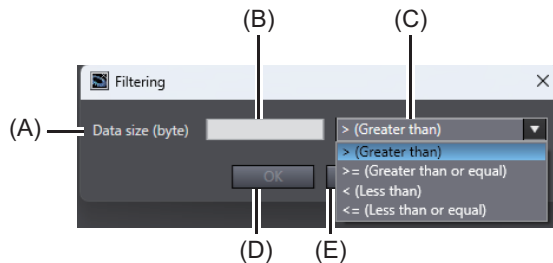 (B)
(C)
Filtering
(A)
Data size (byte)
> (Greater than)
> (Greater than)
>= (Greater than or equal)
< (Less than)
<= (Less than or equal)
OK
(D)
(E)